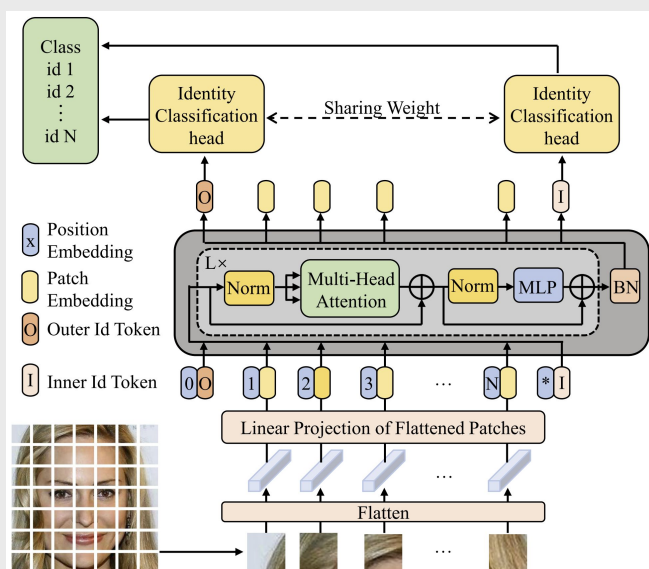 Class
id 1
id 2
⋮
id N
Identity
Classification
head
Sharing Weight
Identity
Classification
head
O
I
x Position
Embedding
Patch
Embedding
O Outer Id Token
I Inner Id Token
L×
Norm
Multi-Head
Attention
Norm
MLP
BN
0 O 1 2 3 ... N * I
Linear Projection of Flattened Patches
...
Flatten
...